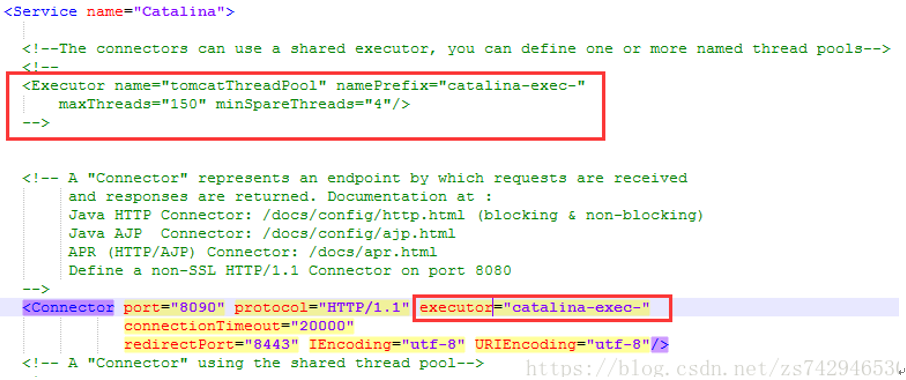 <Service name="Catalina">
<!--The connectors can use a shared executor, you can define one or more named thread pools-->
<!--
<Executor name="tomcatThreadPool" namePrefix="catalina-exec-"
maxThreads="150" minSpareThreads="4"/>
-->
<!-- A "Connector" represents an endpoint by which requests are received
and responses are returned. Documentation at :
Java HTTP Connector: /docs/config/http.html (blocking & non-blocking)
Java AJP  Connector: /docs/config/ajp.html
APR (HTTP/AJP) Connector: /docs/apr.html
Define a non-SSL HTTP/1.1 Connector on port 8080
-->
<Connector port="8090" protocol="HTTP/1.1" executor="catalina-exec-"
connectionTimeout="20000"
redirectPort="8443" IEncoding="utf-8" URIEncoding="utf-8"/>
<!-- A "Connector" using the shared thread pool-->
https://blog.csdn.net/zs742946530